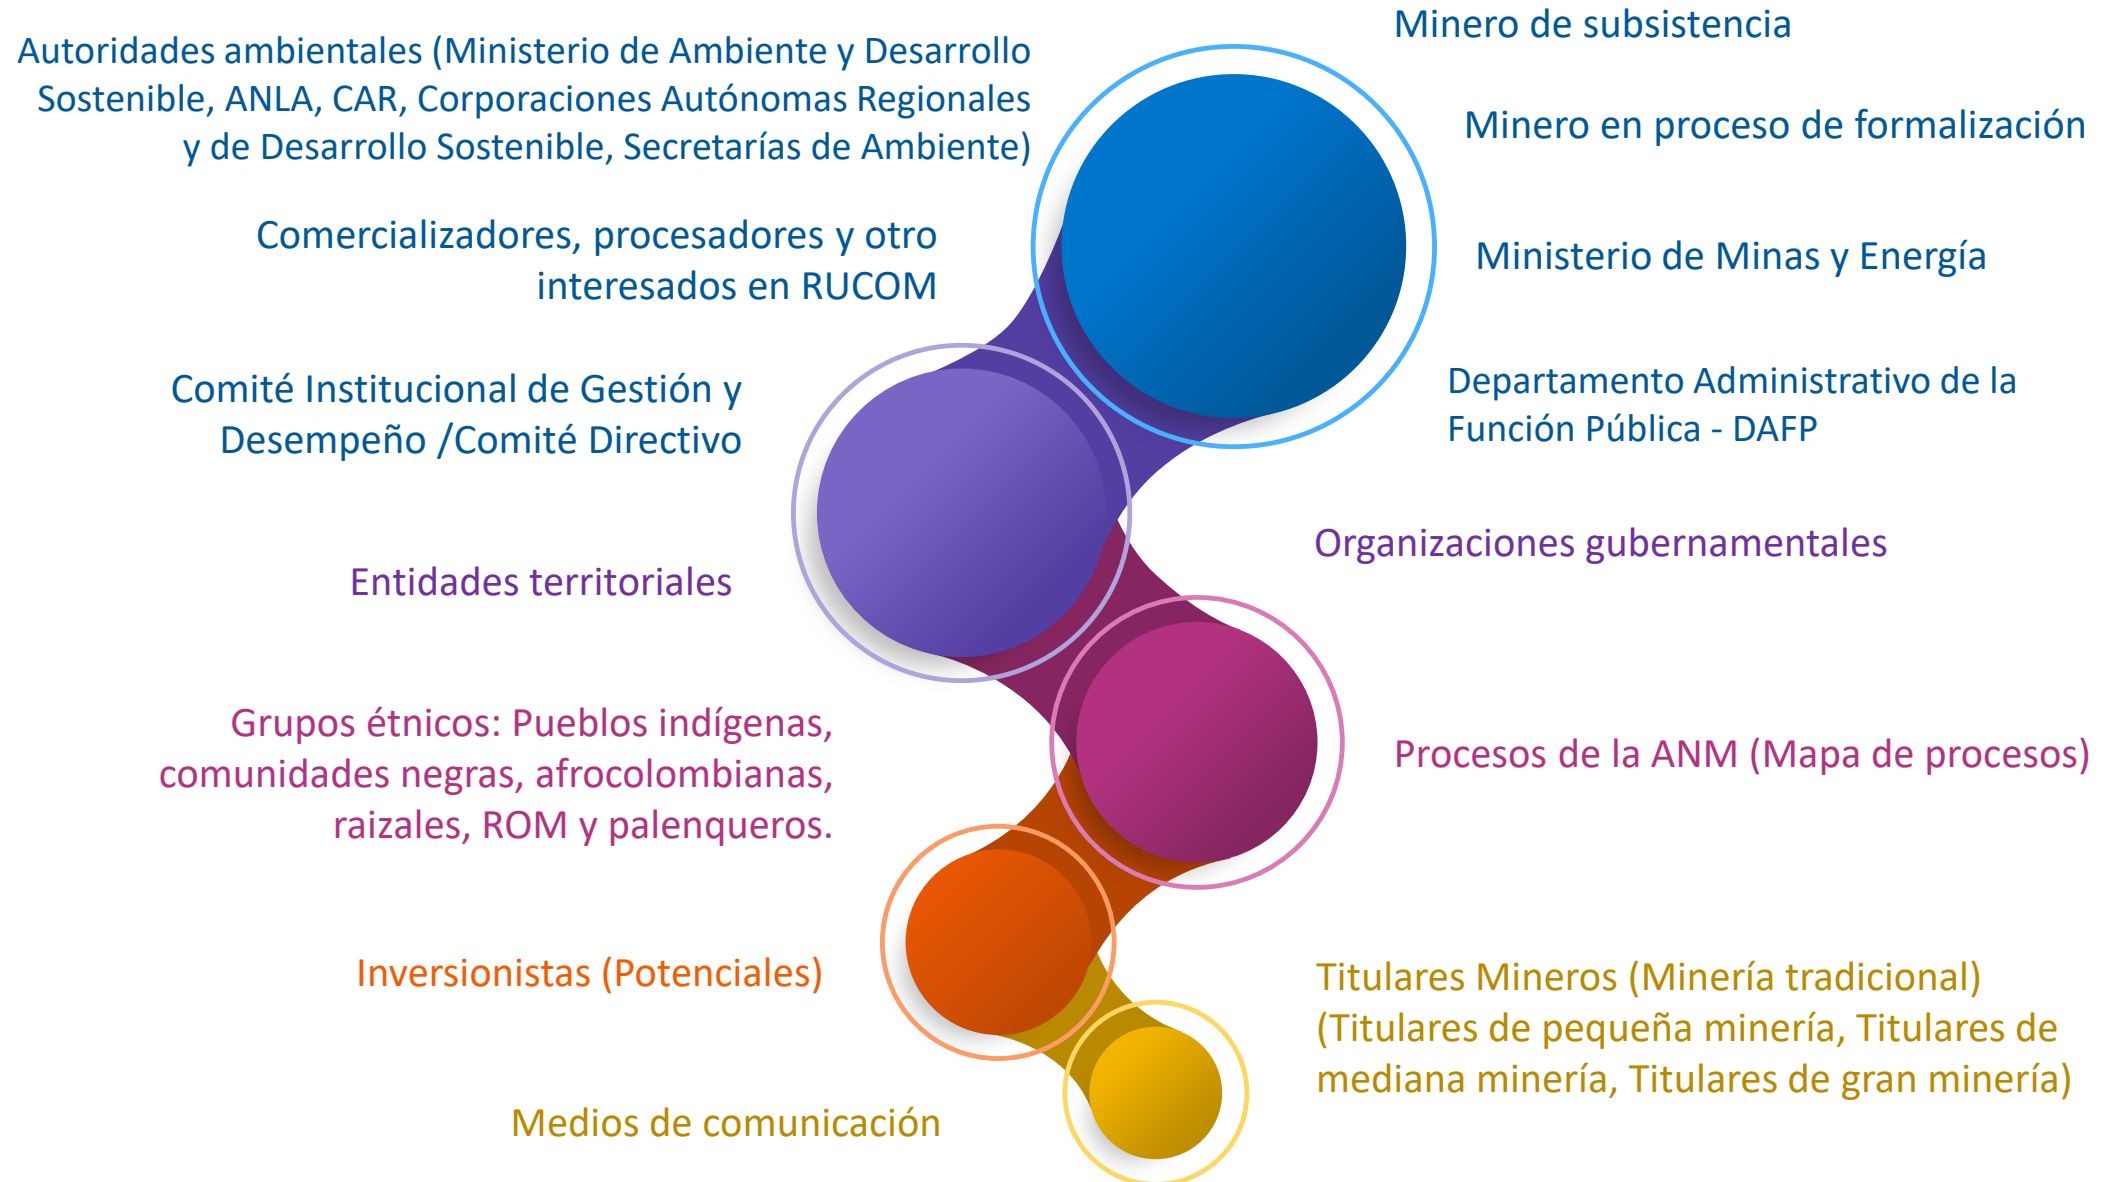 Autoridades ambientales (Ministerio de Ambiente y Desarrollo
Sostenible, ANLA, CAR, Corporaciones Autónomas Regionales
y de Desarrollo Sostenible, Secretarías de Ambiente)
Comercializadores, procesadores y otro
interesados en RUCOM
Comité Institucional de Gestión y
Desempeño /Comité Directivo
Entidades territoriales
Grupos étnicos: Pueblos indígenas,
comunidades negras, afrocolombianas,
raizales, ROM y palenqueros.
Inversionistas (Potenciales)
Medios de comunicación
Minero de subsistencia
Minero en proceso de formalización
Ministerio de Minas y Energía
Departamento Administrativo de la
Función Pública - DAFP
Organizaciones gubernamentales
Procesos de la ANM (Mapa de procesos)
Titulares Mineros (Minería tradicional)
(Titulares de pequeña minería, Titulares de
mediana minería, Titulares de gran minería)